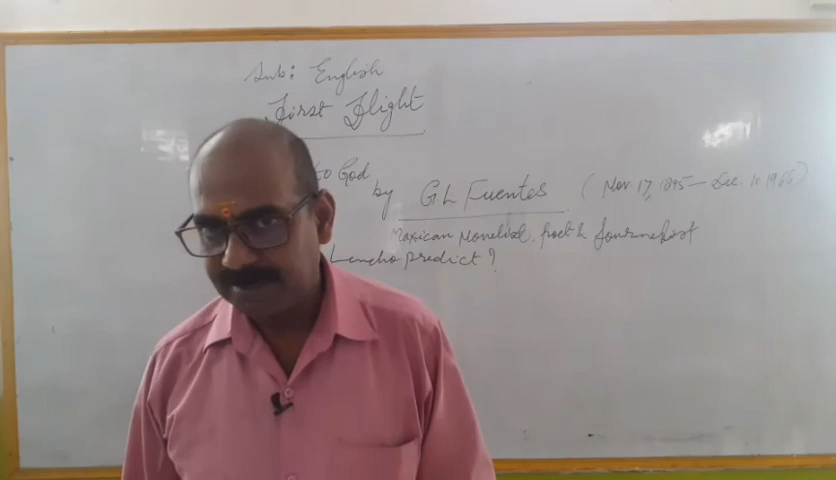 Sub: English
First Flight
to God
by G L Fuentes (Nov 17, 1895 - Dec. 10 1966)
Maxican Novelist, poet & Journalist
Lencho predict?